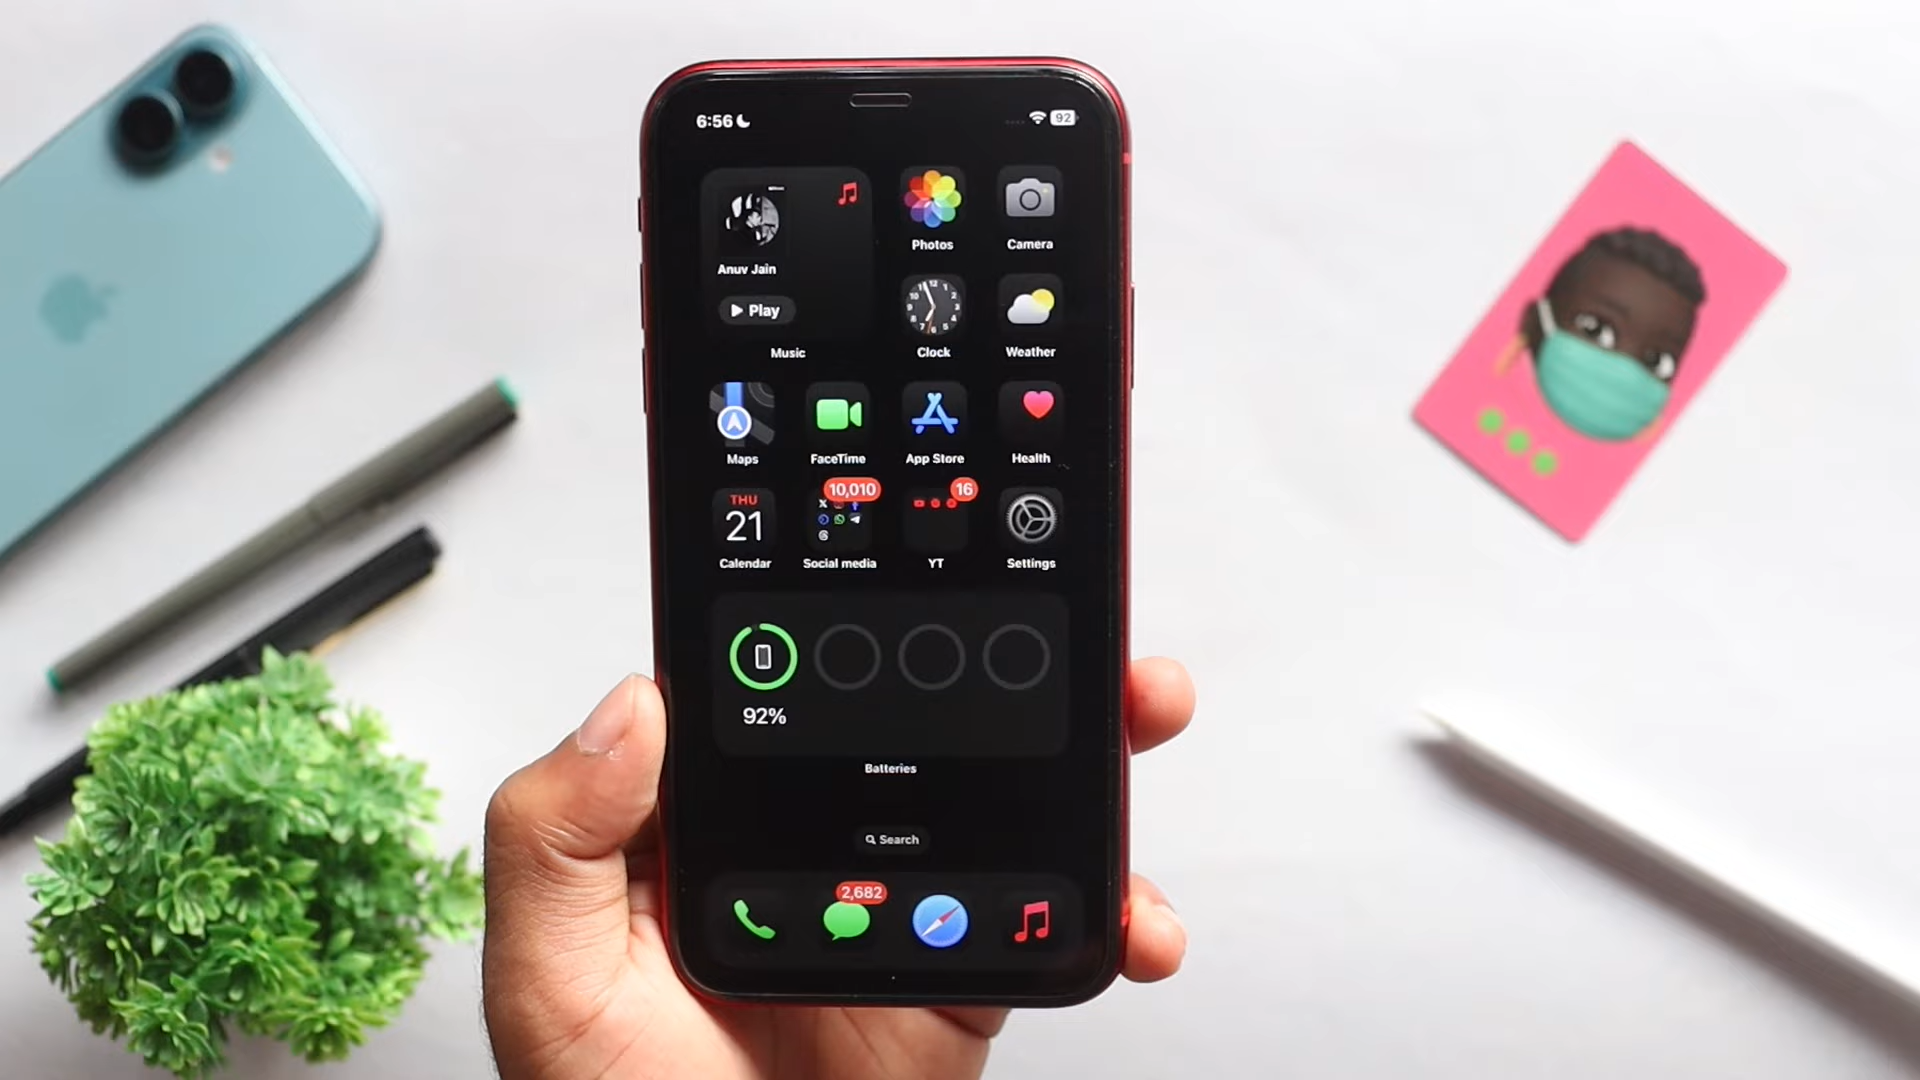 6:56
92
Anuv Jain
Play
Music
Photos
Camera
Clock
Weather
Maps
FaceTime
App Store
Health
THU
21
10,010
16
Calendar
Social media
YT
Settings
92%
Batteries
Search
2,682